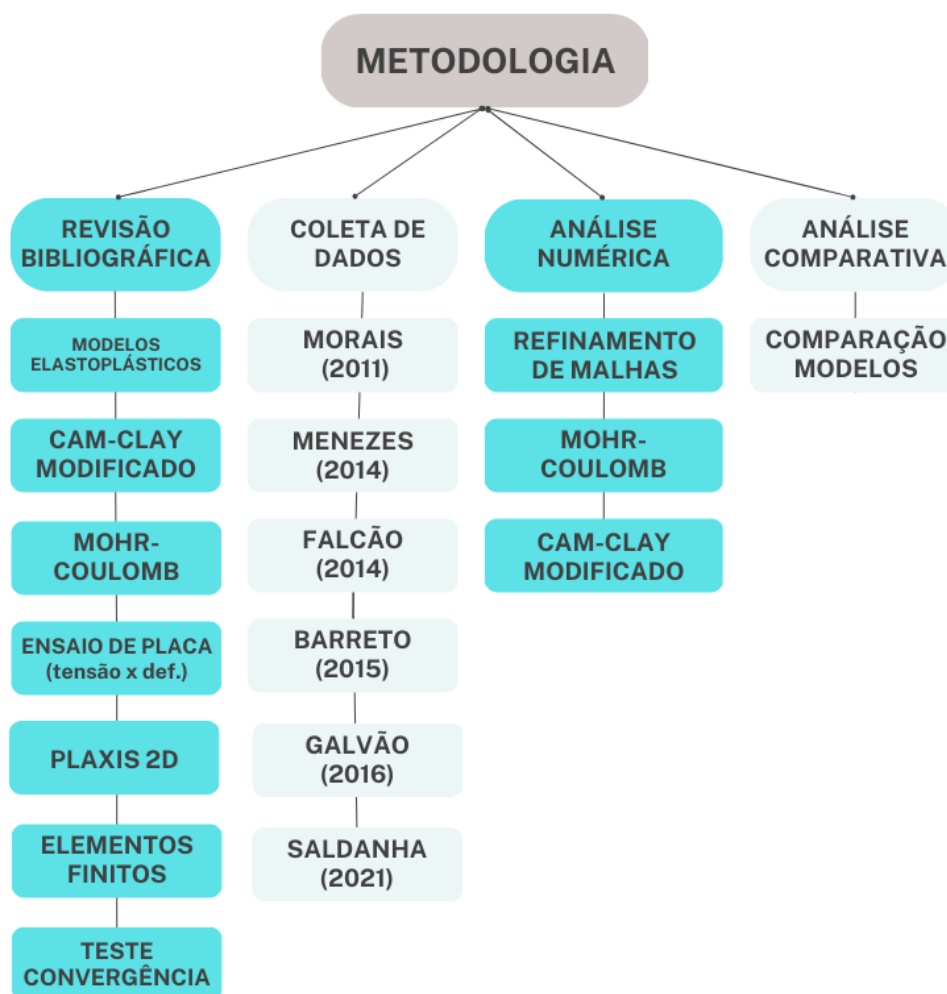 METODOLOGIA
REVISÃO
BIBLIOGRÁFICA
MODELOS
ELASTOPLÁSTICOS
CAM-CLAY
MODIFICADO
MOHR-
COULOMB
ENSAIO DE PLACA
(tensão x def.)
PLAXIS 2D
ELEMENTOS
FINITOS
TESTE
CONVERGÊNCIA
COLETA DE
DADOS
MORAIS
(2011)
MENEZES
(2014)
FALCÃO
(2014)
BARRETO
(2015)
GALVÃO
(2016)
SALDANHA
(2021)
ANÁLISE
NUMÉRICA
REFINAMENTO
DE MALHAS
MOHR-
COULOMB
CAM-CLAY
MODIFICADO
ANÁLISE
COMPARATIVA
COMPARAÇÃO
MODELOS